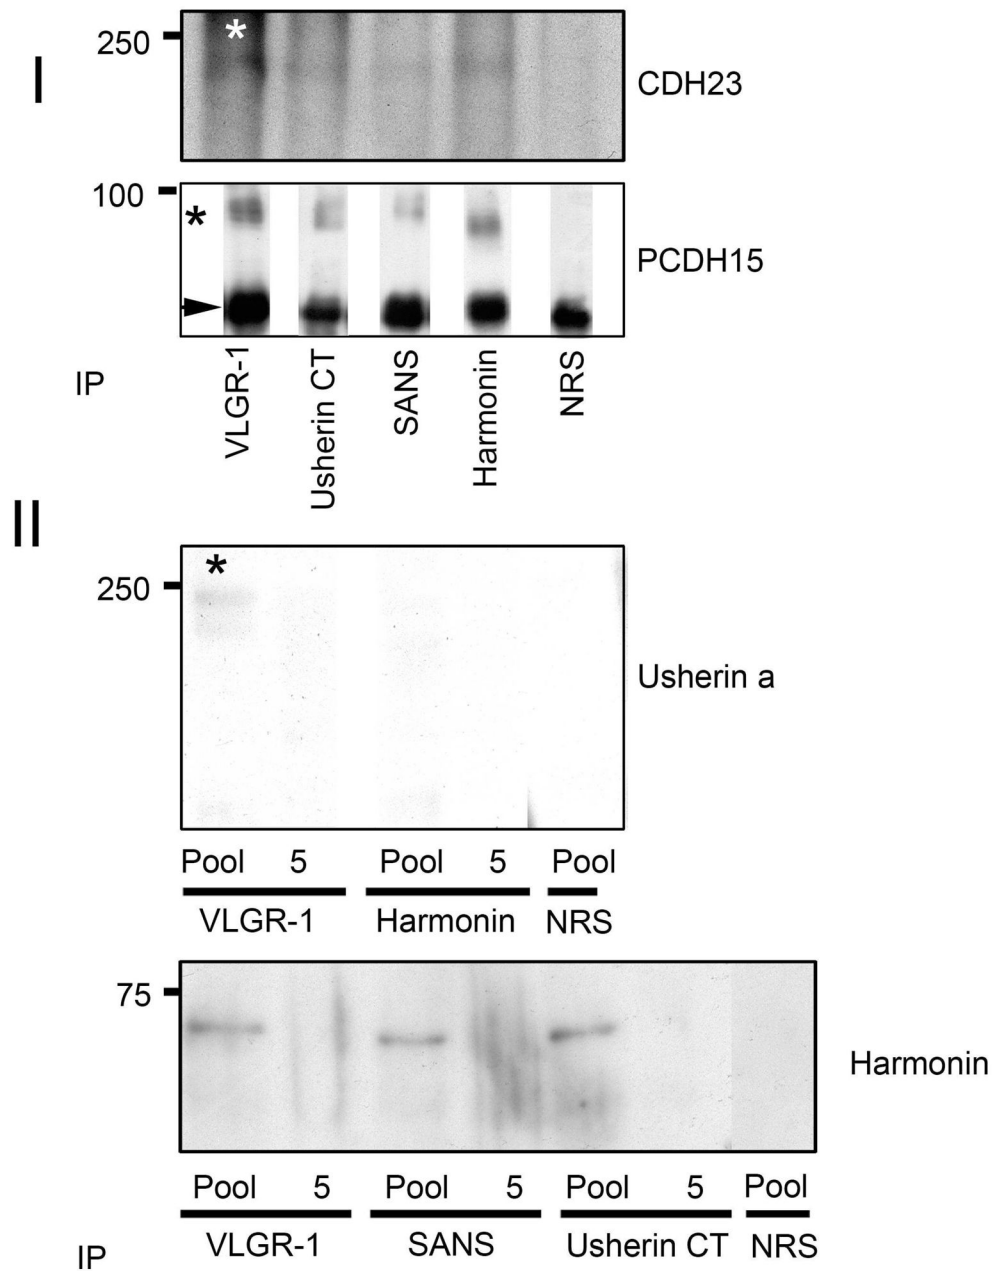 I
250
*
CDH23
100
*
PCDH15
IP
VLGR-1
Usherin CT
SANS
Harmonin
NRS
II
*
250
Usherin a
Pool 5 Pool 5 Pool
VLGR-1 Harmonin NRS
75
Harmonin
Pool 5 Pool 5 Pool 5 Pool
IP VLGR-1 SANS Usherin CT NRS